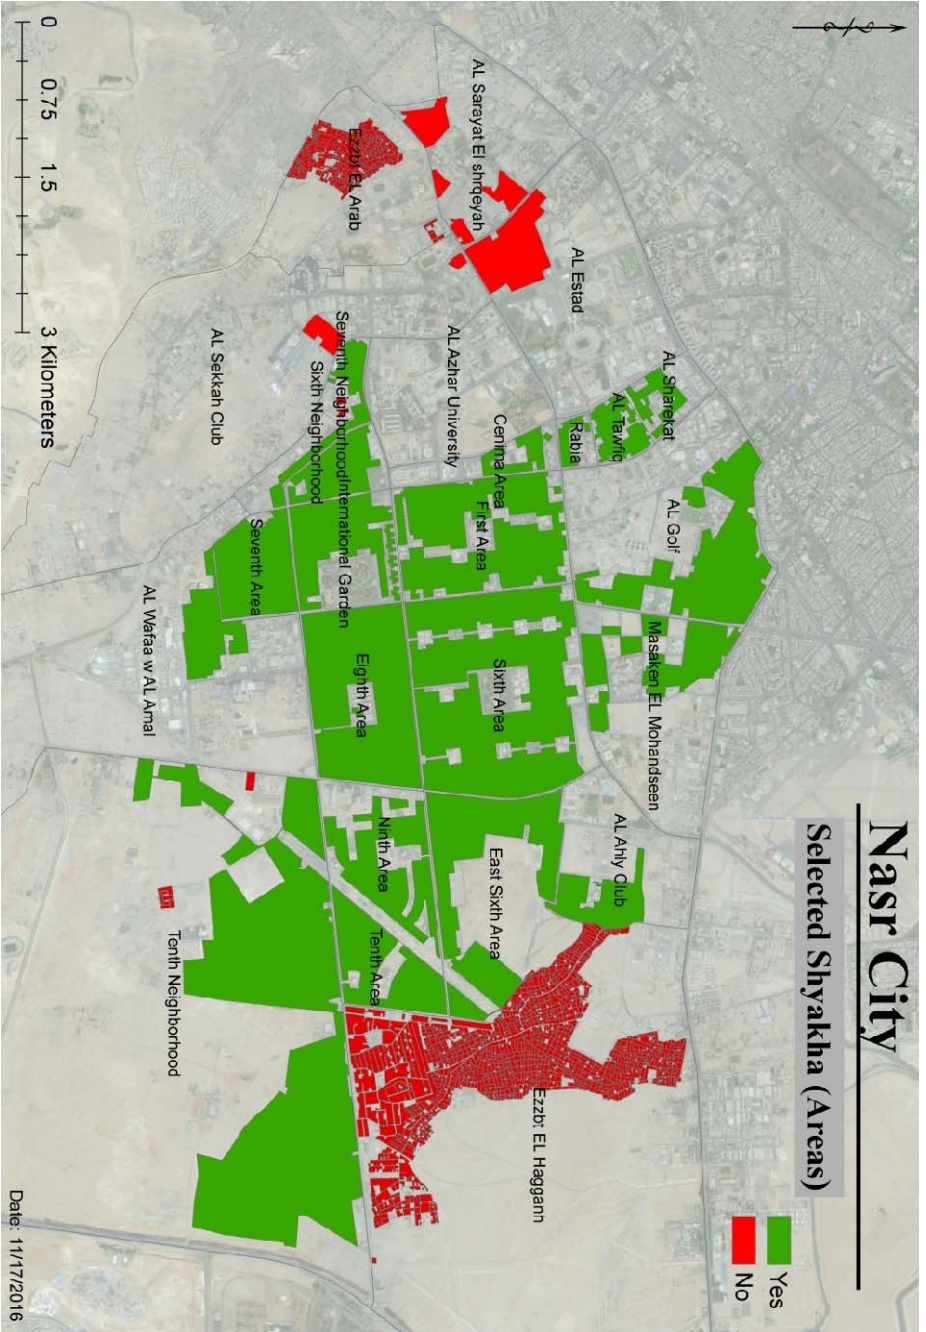 Nasr City
Selected Shyakha (Areas)
Yes
No
AL Sharekat
AL Golf
Masaken EL Mohandseen
AL Ahly Club
AL Estad
AL Tawfiq
Rabia
Ezzbt EL Haggann
AL Sarayat El shrqeyah
Cenima Area
First Area
Sixth Area
East Sixth Area
AL Azhar University
Ezzbt EL Arab
Seventh Neighborhood
International Garden
Eighth Area
Ninth Area
Tenth Area
Sixth Neighborhood
Seventh Area
AL Sekkah Club
AL Wafaa w AL Amal
Tenth Neighborhood
0 0.75 1.5 3 Kilometers
Date: 11/17/2016